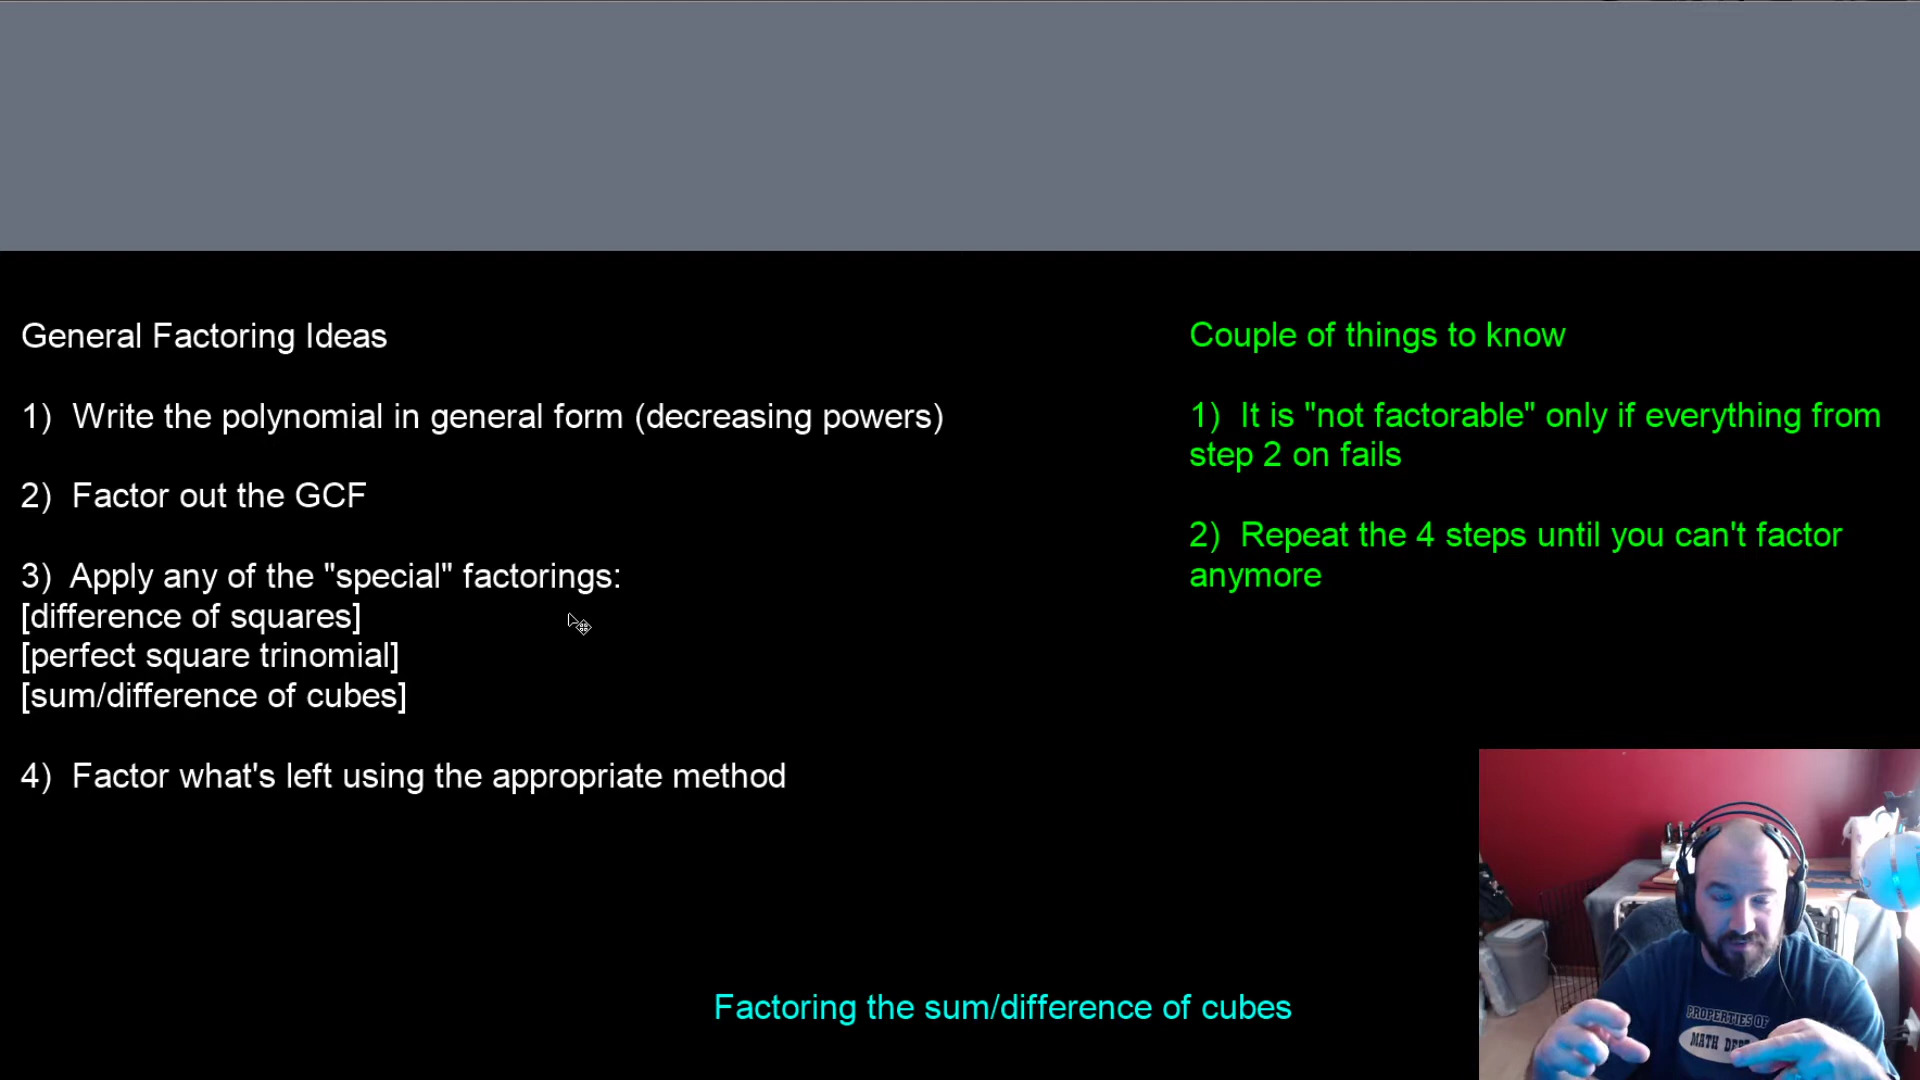 General Factoring Ideas
1) Write the polynomial in general form (decreasing powers)
2) Factor out the GCF
3) Apply any of the "special" factorings:
[difference of squares]
[perfect square trinomial]
[sum/difference of cubes]
4) Factor what's left using the appropriate method
Couple of things to know
1) It is "not factorable" only if everything from
step 2 on fails
2) Repeat the 4 steps until you can't factor
anymore
Factoring the sum/difference of cubes
PROPERTIES OF
MATH